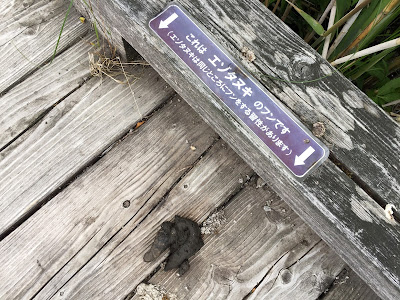 これは エゾタヌキ のフンです
(エゾタヌキは同じところにフンをする習性があります)